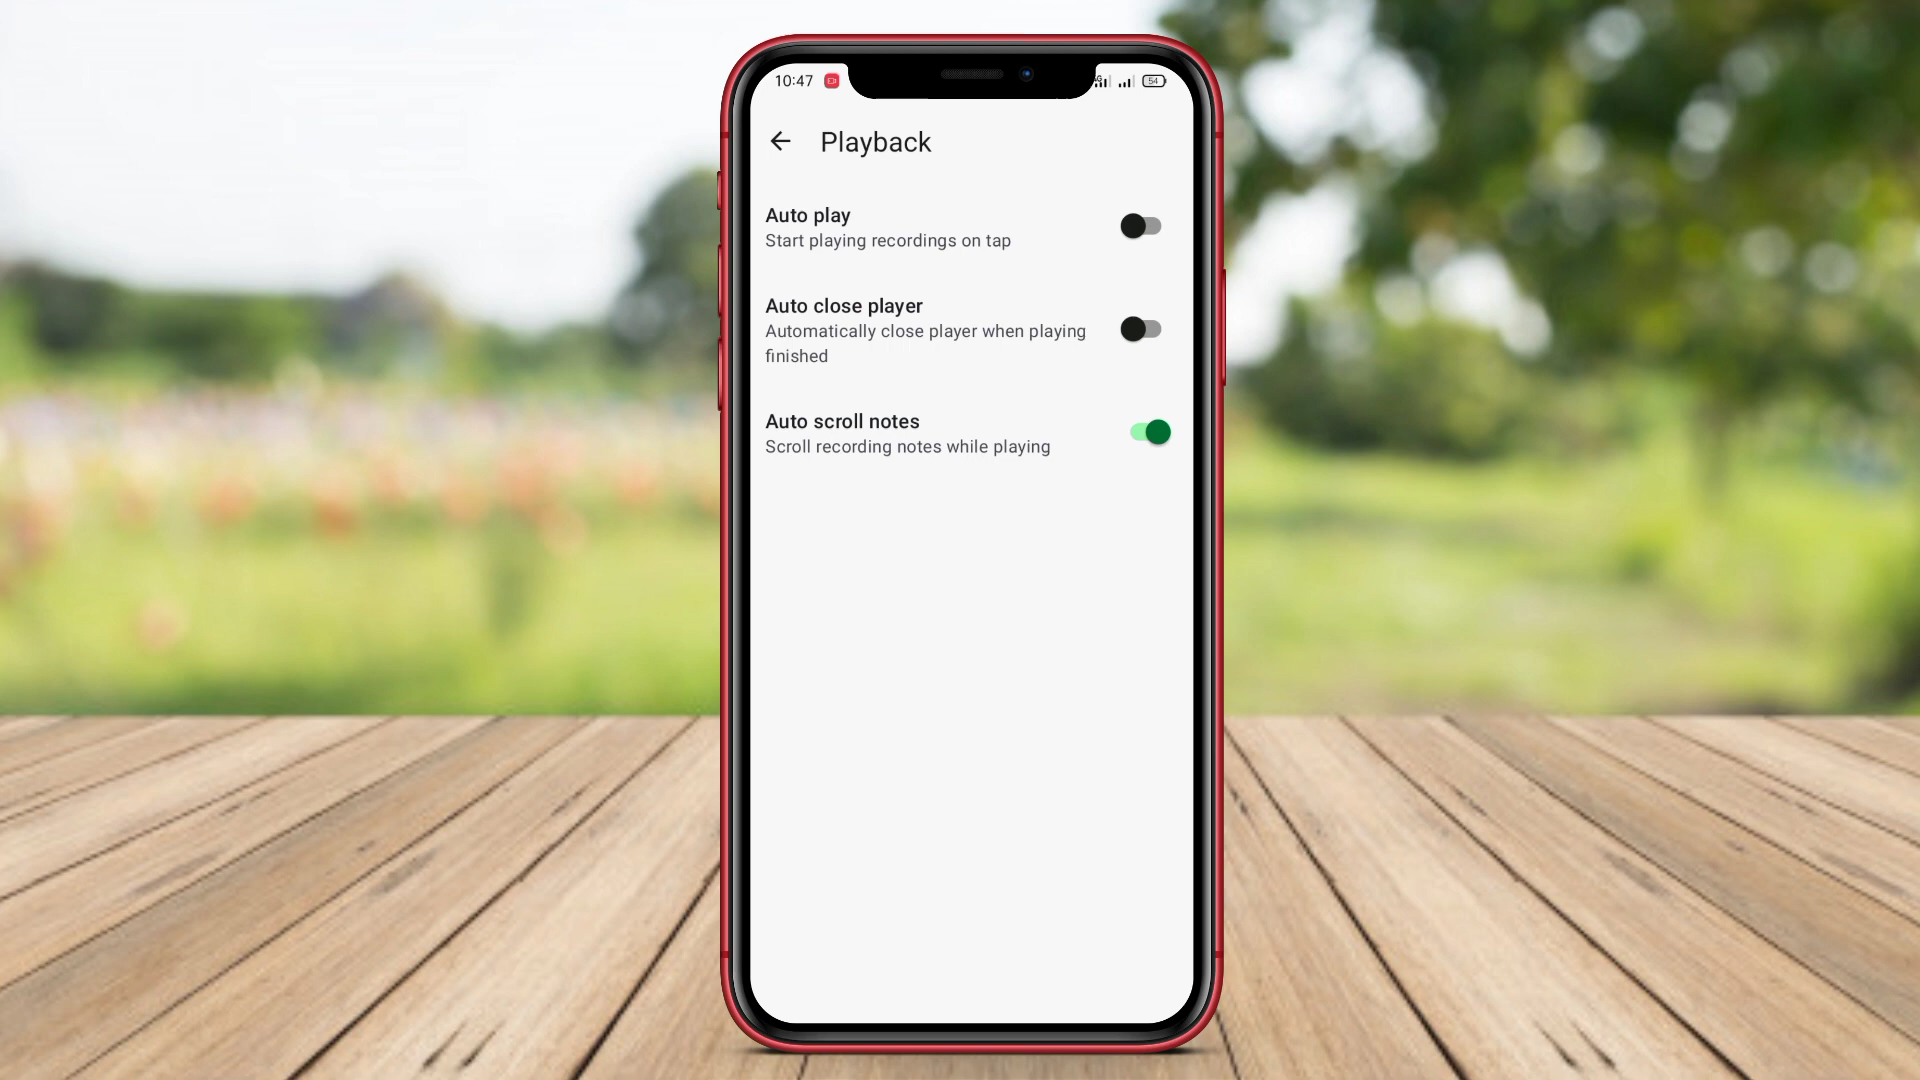 10:47
54
Playback
Auto play
Start playing recordings on tap
Auto close player
Automatically close player when playing
finished
Auto scroll notes
Scroll recording notes while playing